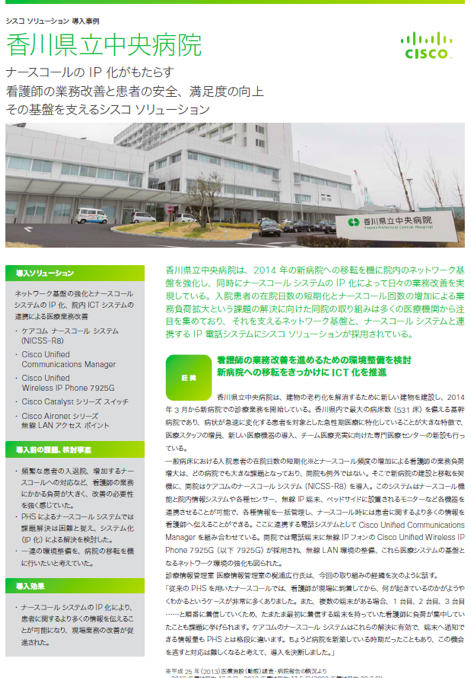 シスコ ソリューション 導入事例
香川県立中央病院
CISCO
ナースコールの IP 化がもたらす
看護師の業務改善と患者の安全、満足度の向上
その基盤を支えるシスコ ソリューション
香川県立中央病院
Kagawa Prefectural Central Hospital
導入ソリューション
ネットワーク基盤の強化とナースコール
システムの IP 化、院内 ICT システムの
連携による医療業務改善
・ケアコム ナースコール システム
(NICSS-R8)
・Cisco Unified
Communications Manager
・Cisco Unified
Wireless IP Phone 7925G
・Cisco Catalyst シリーズ スイッチ
・Cisco Aironet シリーズ
無線 LAN アクセス ポイント
導入前の課題、検討事案
・頻繁な患者の入退院、増加するナー
スコールへの対応など、看護師の業務
にかかる負荷が大きく、改善の必要性
を強く感じていた。
・PHS によるナースコール システムでは
課題解決は困難と捉え、システム化
(IP 化) による解決を検討した。
・一連の環境整備を、病院の移転を機
に行いたいと考えていた。
導入効果
・ナースコール システムの IP 化により、
患者に関するより多くの情報を伝える
ことが可能になり、現場業務の改善が促
進された。
香川県立中央病院は、2014 年の新病院への移転を機に院内のネットワーク基
盤を強化し、同時にナースコール システムの IP 化によって日々の業務改善を実
現している。入院患者の在院日数の短期化とナースコール回数の増加による業
務負荷拡大という課題の解決に向けた同院の取り組みは多くの医療機関から注
目を集めており、それを支えるネットワーク基盤と、ナースコール システムと連
携する IP 電話システムにシスコ ソリューションが採用されている。
経緯
看護師の業務改善を進めるための環境整備を検討
新病院への移転をきっかけに ICT 化を推進
香川県立中央病院は、建物の老朽化を解消するために新しい建物を建設し、2014
年 3 月から新病院での診療業務を開始している。香川県内で最大の病床数 (531 床) を備える基幹
病院であり、病状が急速に変化する患者を対象とした急性期医療に特化していることが大きな特徴で、
医療スタッフの増員、新しい医療機器の導入、チーム医療充実に向けた専門医療センターの新設も行っ
ている。
一般病床における入院患者の在院日数の短期化※とナースコール頻度の増加による看護師の業務負荷
増大は、どの病院でも大きな課題となっており、同院も例外ではない。そこで新病院の建設と移転を契
機に、同院はケアコムのナースコール システム (NICSS-R8) を導入。このシステムはナースコール機
能と院内情報システムや各種センサー、無線 IP 端末、ベッドサイドに設置されるモニターなど各機器を
連携させることが可能で、各種情報を一括管理し、ナースコール時には患者に関するより多くの情報を
看護師へ伝えることができる。ここに連携する電話システムとして Cisco Unified Communications
Manager を組み合わせている。同院では電話端末に無線 IP フォンの Cisco Unified Wireless IP
Phone 7925G (以下 7925G) が採用され、無線 LAN 環境の整備、これら医療システムの基盤と
なるネットワーク環境の強化も図られた。
診療情報管理室 医療情報管理室の梶浦広行氏は、今回の取り組みの経緯を次のように話す。
「従来の PHS を用いたナースコールでは、看護師が現場に到着してから、何が起きているのかがようや
くわかるというケースが非常に多くありました。また、複数の端末がある場合、1 台目、2 台目、3 台目
……と順番に着信していくため、たまたま最初に着信する端末を持っていた看護師に負荷が集中してい
たことも課題に挙げられます。ケアコムのナースコール システムはこれらの解決に有効で、端末へ通知で
きる情報量も PHS とは格段に違います。ちょうど病院を新築している時期だったこともあり、この機会
を逃すと対応は難しくなると考えて、導入を決断しました。」
※平成 25 年 (2013) 医療施設 (動態) 調査・病院報告の概況より